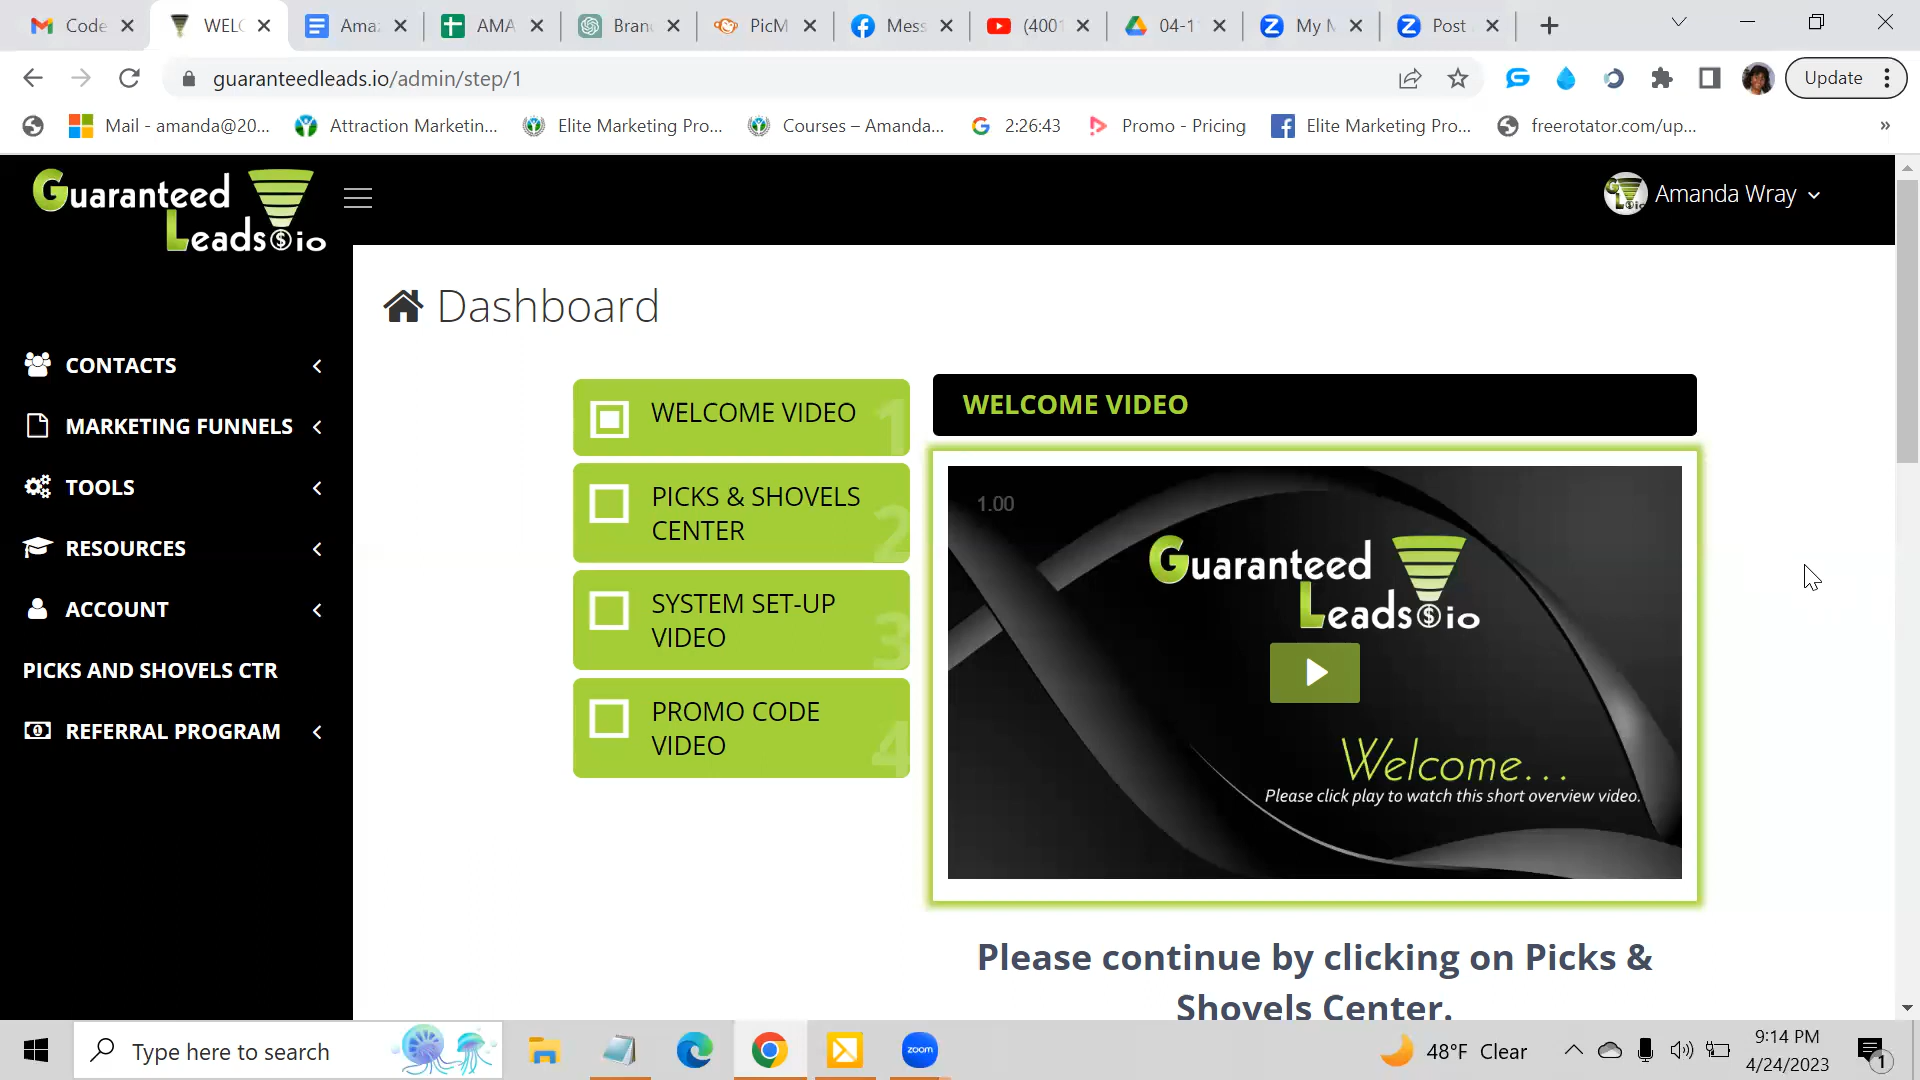 Code
WELC
Amaz
AMA
Bran
PicM
Mess
(400
04-1
My M
Post
guaranteedleads.io/admin/step/1
Update
Mail - amanda@20...
Attraction Marketin...
Elite Marketing Pro...
Courses – Amanda...
2:26:43
Promo - Pricing
Elite Marketing Pro...
freerotator.com/up...
»
Guaranteed
Leads$io
Amanda Wray
Dashboard
CONTACTS
MARKETING FUNNELS
TOOLS
RESOURCES
ACCOUNT
PICKS AND SHOVELS CTR
REFERRAL PROGRAM
WELCOME VIDEO
1
PICKS & SHOVELS
CENTER
2
SYSTEM SET-UP
VIDEO
3
PROMO CODE
VIDEO
4
WELCOME VIDEO
1.00
Guaranteed
Leads$io
Welcome...
Please click play to watch this short overview video.
Please continue by clicking on Picks &
Shovels Center.
Type here to search
zoom
48°F Clear
9:14 PM
4/24/2023
1